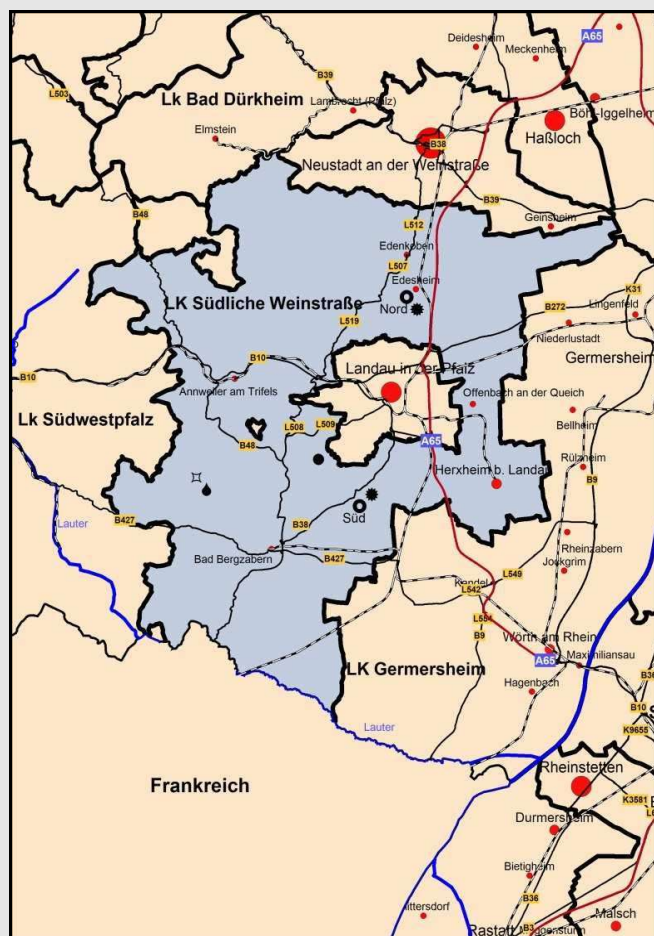 Deidesheim
A65
Meckenheim
B39
L503
Lk Bad Dürkheim
Lambrecht (Pfalz)
Böhl-Iggelheim
Elmstein
Haßloch
B38
Neustadt an der Weinstraße
B39
B48
L512
Geinsheim
Edenkoben
L507
K31
Edesheim
LK Südliche Weinstraße
Nord
B272
Lingenfeld
L519
Niederlustadt
B10
Germersheim
B10
Landau in der Pfalz
Annweiler am Trifels
Offenbach an der Queich
Lk Südwestpfalz
L508
L509
Bellheim
B48
A65
Rülzheim
Herxheim b. Landau
B9
Süd
Lauter
B427
B38
Rheinzabern
Bad Bergzabern
B427
Jockgrim
L549
Kandel
L542
L554
B9
Wörth am Rhein
A65
Maximiliansau
LK Germersheim
B36
Hagenbach
B10
Lauter
K9655
Frankreich
Rheinstetten
K3581
Durmersheim
Bietigheim
B36
Malsch
B3
Rastatt